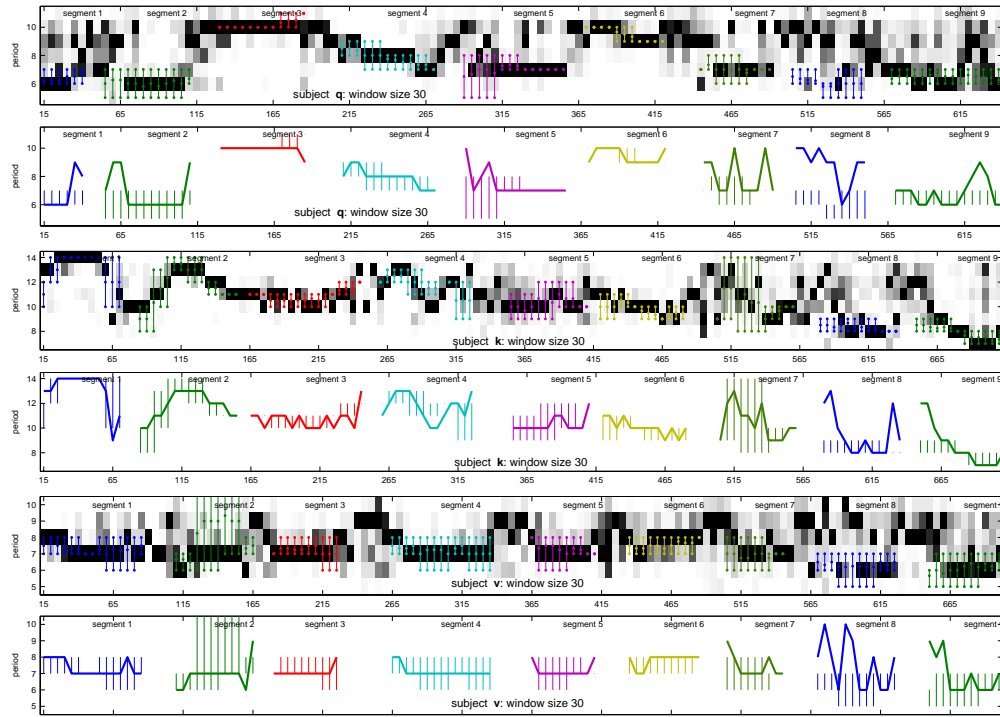 segment 1 segment 2 segment 3 segment 4 segment 5 segment 6 segment 7 segment 8 segment 9
period
10
8
6
subject q: window size 30
15 65 115 165 215 265 315 365 415 465 515 565 615
segment 1 segment 2 segment 3 segment 4 segment 5 segment 6 segment 7 segment 8 segment 9
period
10
8
6
subject q: window size 30
15 65 115 165 215 265 315 365 415 465 515 565 615
segment 1 segment 2 segment 3 segment 4 segment 5 segment 6 segment 7 segment 8 segment 9
period
14
12
10
8
subject k: window size 30
15 65 115 165 215 265 315 365 415 465 515 565 615 665
segment 1 segment 2 segment 3 segment 4 segment 5 segment 6 segment 7 segment 8 segment 9
period
14
12
10
8
subject k: window size 30
15 65 115 165 215 265 315 365 415 465 515 565 615 665
segment 1 segment 2 segment 3 segment 4 segment 5 segment 6 segment 7 segment 8 segment
period
10
9
8
7
6
5
subject v: window size 30
15 65 115 165 215 265 315 365 415 465 515 565 615 665
segment 1 segment 2 segment 3 segment 4 segment 5 segment 6 segment 7 segment 8 segment
period
10
9
8
7
6
5
subject v: window size 30
15 65 115 165 215 265 315 365 415 465 515 565 615 665